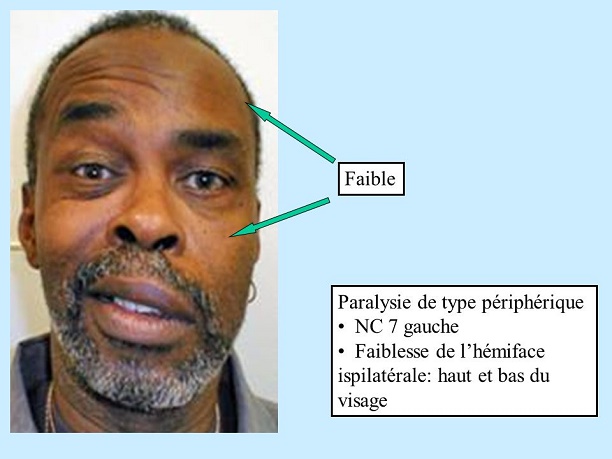 Faible
Paralysie de type périphérique
• NC 7 gauche
• Faiblesse de l’hémiface
ispilatérale: haut et bas du
visage